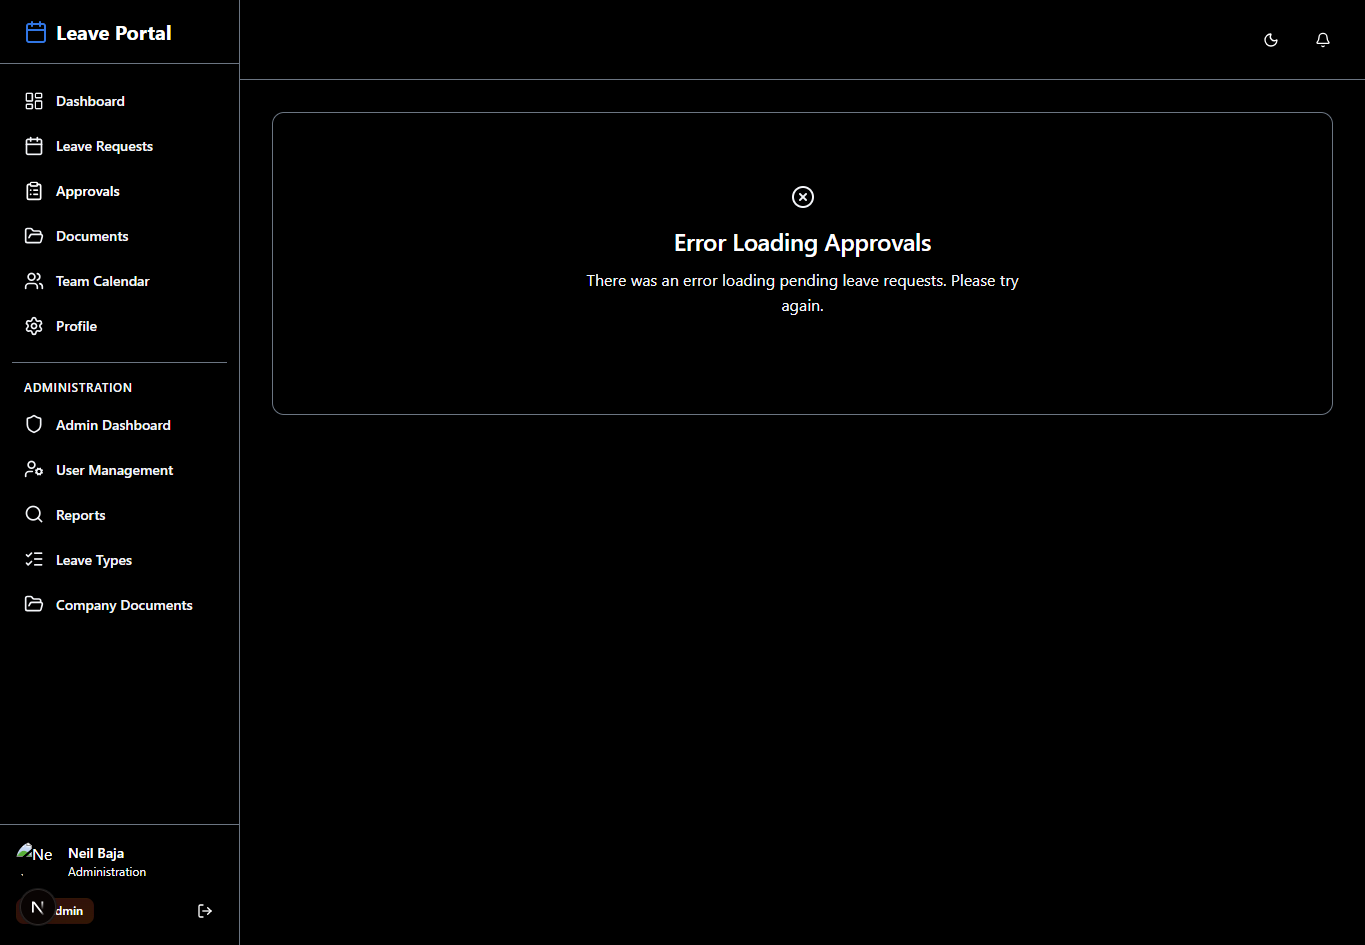 Leave Portal
Dashboard
Leave Requests
Approvals
Documents
Team Calendar
Profile
ADMINISTRATION
Admin Dashboard
User Management
Reports
Leave Types
Company Documents
Neil Baja
Administration
Ne
N
dmin
Error Loading Approvals
There was an error loading pending leave requests. Please try
again.